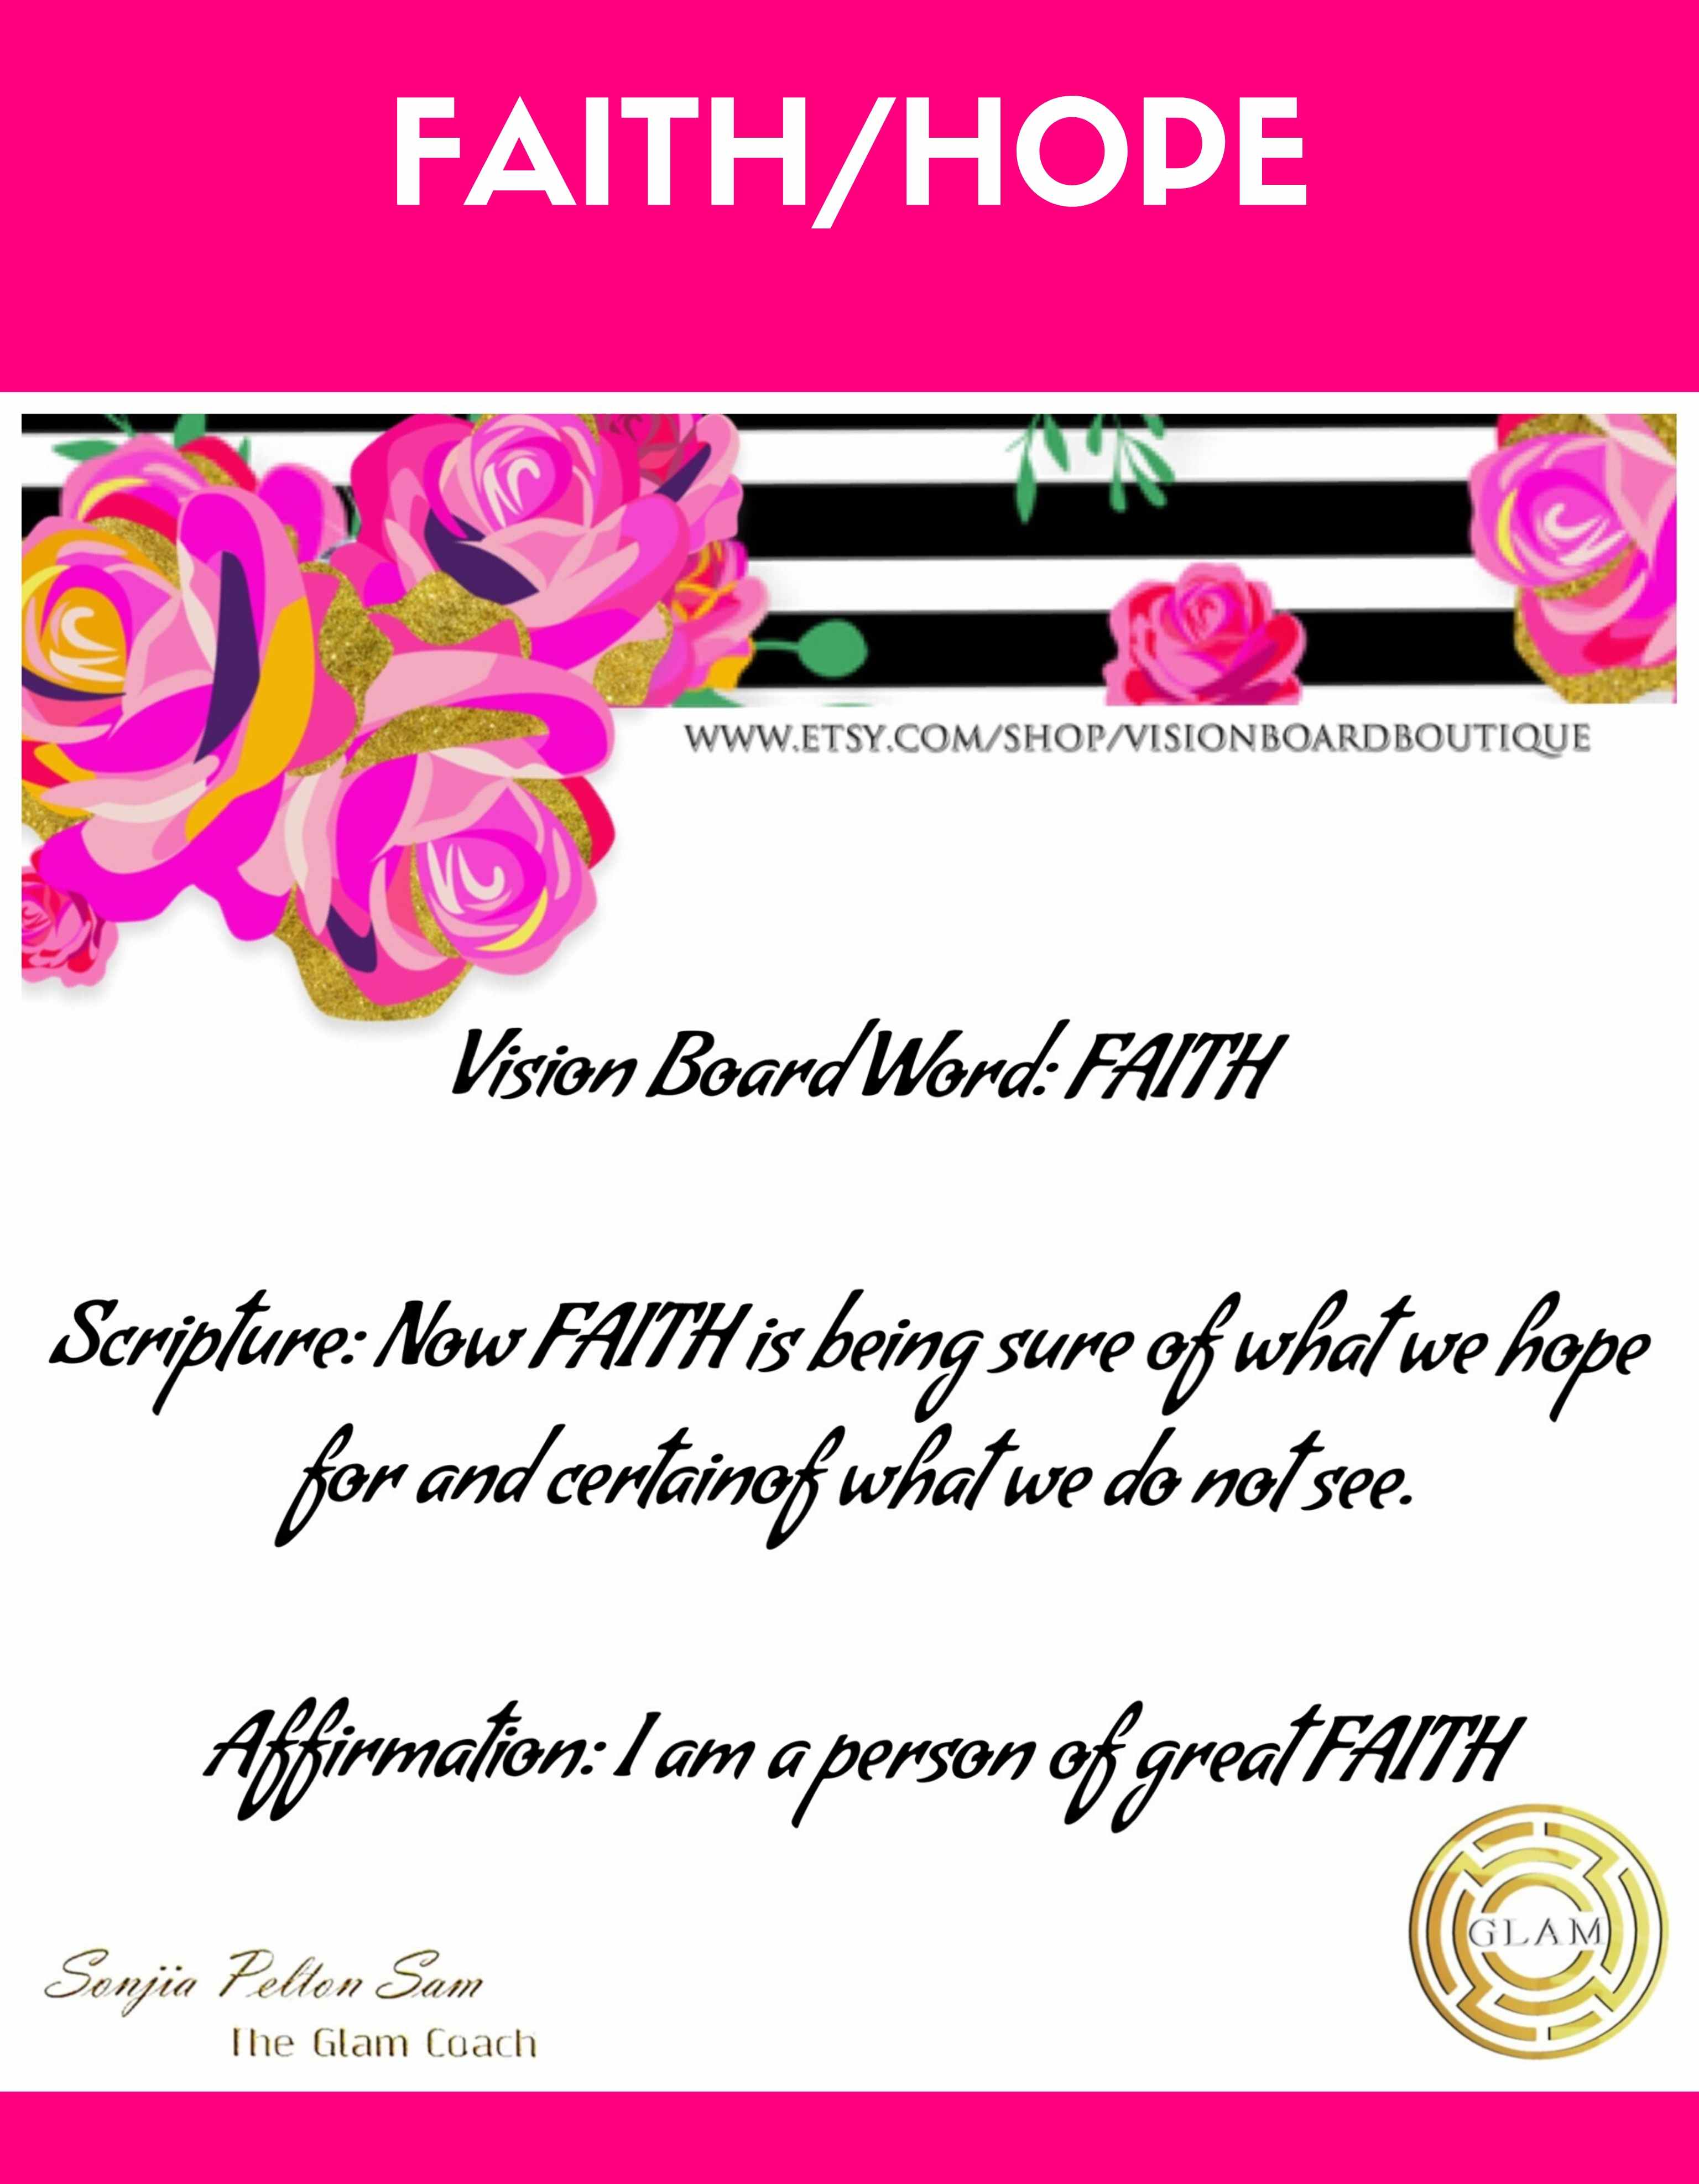 FAITH/HOPE
WWW.ETSY.COM/SHOP/VISIONBOARDBOUTIQUE
Vision Board Word: FAITH
Scripture: Now FAITH is being sure of what we hope
for and certainof what we do not see.
Affirmation: I am a person of great FAITH
GLAM
Sonjia Pelton Sam
The Glam Coach